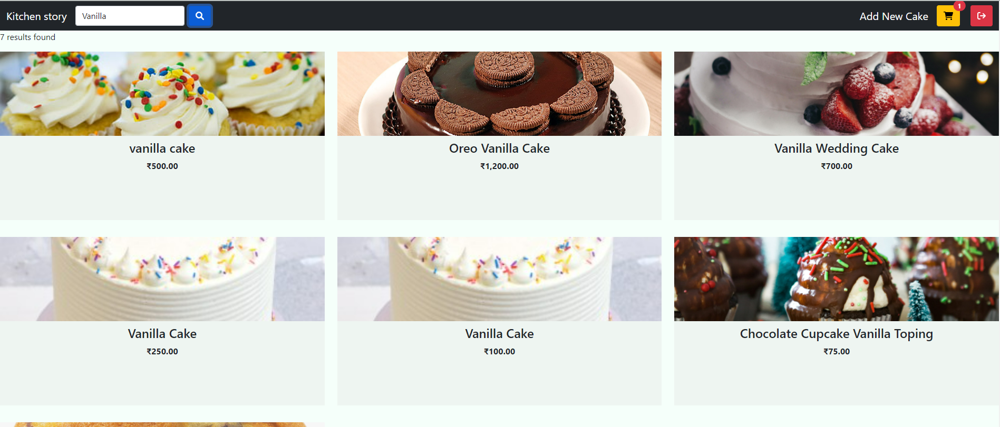 Kitchen story Vanilla Add New Cake 1
7 results found
vanilla cake Oreo Vanilla Cake Vanilla Wedding Cake
₹500.00 ₹1,200.00 ₹700.00
Vanilla Cake Vanilla Cake Chocolate Cupcake Vanilla Toping
₹250.00 ₹100.00 ₹75.00